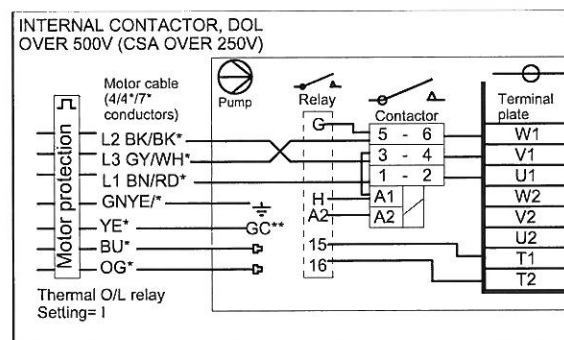 INTERNAL CONTACTOR, DOL
OVER 500V (CSA OVER 250V)
Motor cable
(4/4*/7*
conductors)
Pump
Relay
Contactor
Terminal
plate
Motor protection
L2 BK/BK*
L3 GY/WH*
L1 BN/RD*
GNYE/*
YE*
BU*
OG*
GC**
G
H
A2
15
16
5 - 6
3 - 4
1 - 2
A1
A2
W1
V1
U1
W2
V2
U2
T1
T2
Thermal O/L relay
Setting= I